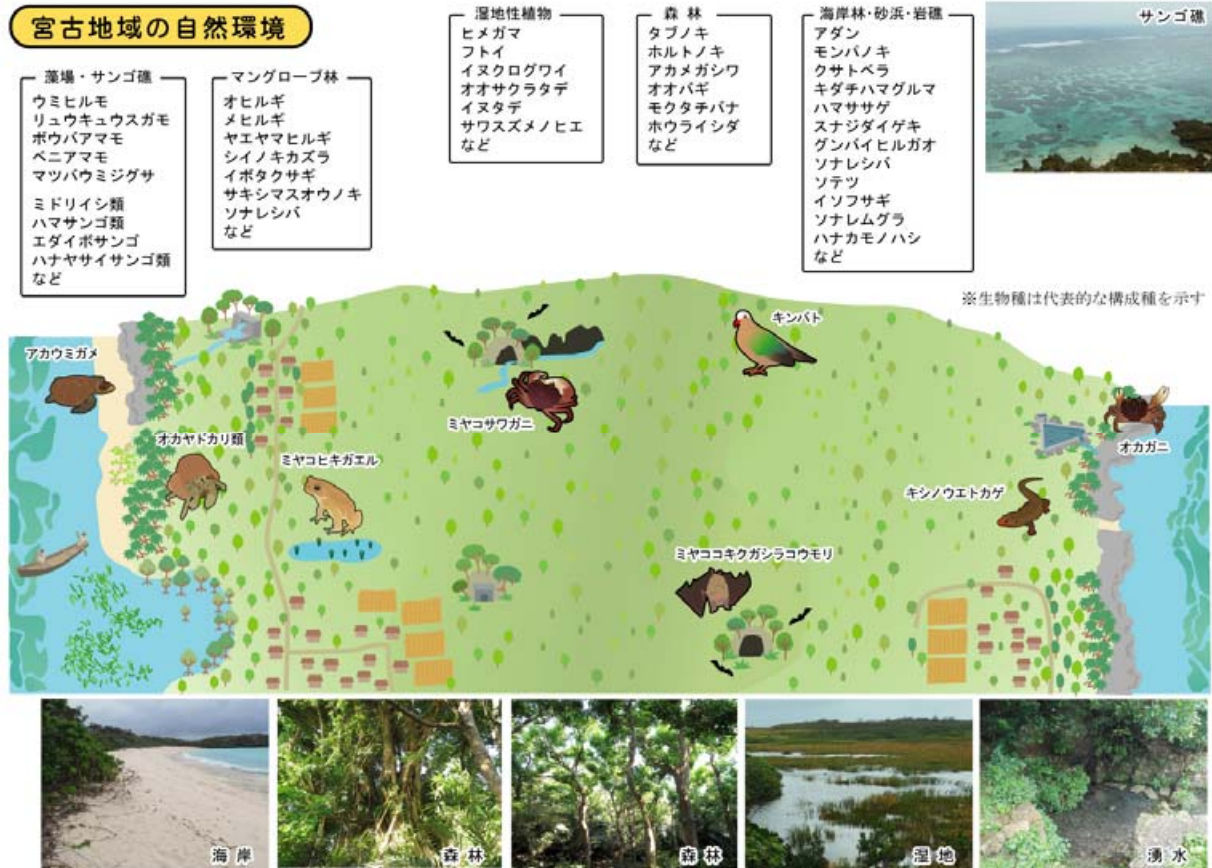 宮古地域の自然環境
藻場・サンゴ礁
ウミヒルモ
リュウキュウスガモ
ボウバアマモ
ベニアマモ
マツバウミジグサ
ミドリイシ類
ハマサンゴ類
エダイボサンゴ
ハナヤサイサンゴ類
など
マングローブ林
オヒルギ
メヒルギ
ヤエヤマヒルギ
シイノキカズラ
イボタクサギ
サキシマスオウノキ
ソナレシバ
など
湿地性植物
ヒメガマ
フトイ
イヌクログワイ
オオサクラタデ
イヌタデ
サワスズメノヒエ
など
森林
タブノキ
ホルトノキ
アカメガシワ
オオバギ
モクタチバナ
ホウライシダ
など
海岸林・砂浜・岩礁
アダン
モンパノキ
クサトベラ
キダチハマグルマ
ハマササゲ
スナジダイゲキ
グンバイヒルガオ
ソナレシバ
ソテツ
イソフサギ
ソナレムグラ
ハナカモノハシ
など
サンゴ礁
※生物種は代表的な構成種を示す
キンバト
アカウミガメ
ミヤコサワガニ
オカガニ
オカヤドカリ類
ミヤコヒキガエル
キシノウエトカゲ
ミヤココキクガシラコウモリ
海岸
森林
森林
湿地
湧水